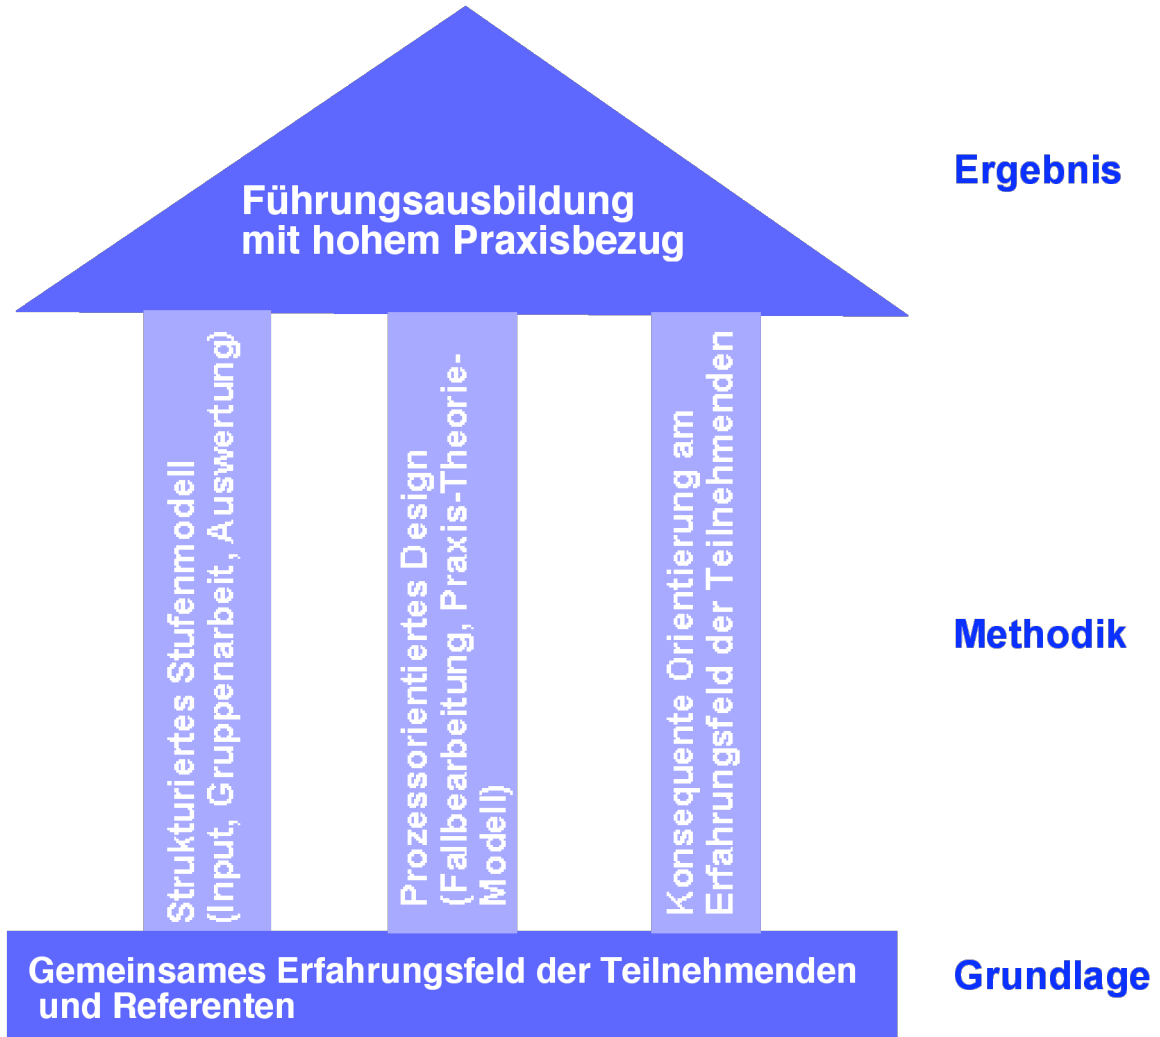 Führungsausbildung
mit hohem Praxisbezug
Ergebnis
Strukturiertes Stufenmodell
(Input, Gruppenarbeit, Auswertung)
Prozessorientiertes Design
(Fallbearbeitung, Praxis-Theorie-
Modell)
Konsequente Orientierung am
Erfahrungsfeld der Teilnehmenden
Methodik
Gemeinsames Erfahrungsfeld der Teilnehmenden
und Referenten
Grundlage